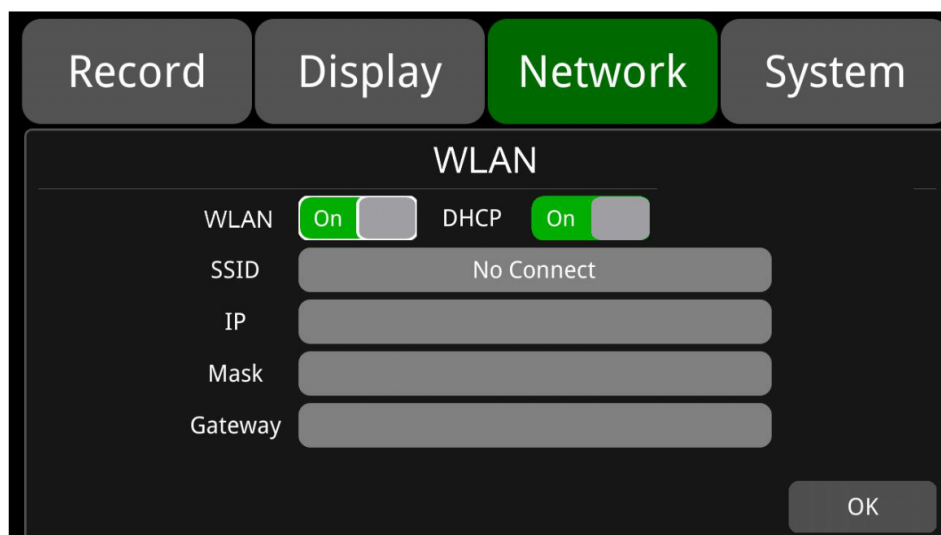 Record Display Network System
WLAN
WLAN On DHCP On
SSID No Connect
IP
Mask
Gateway
OK